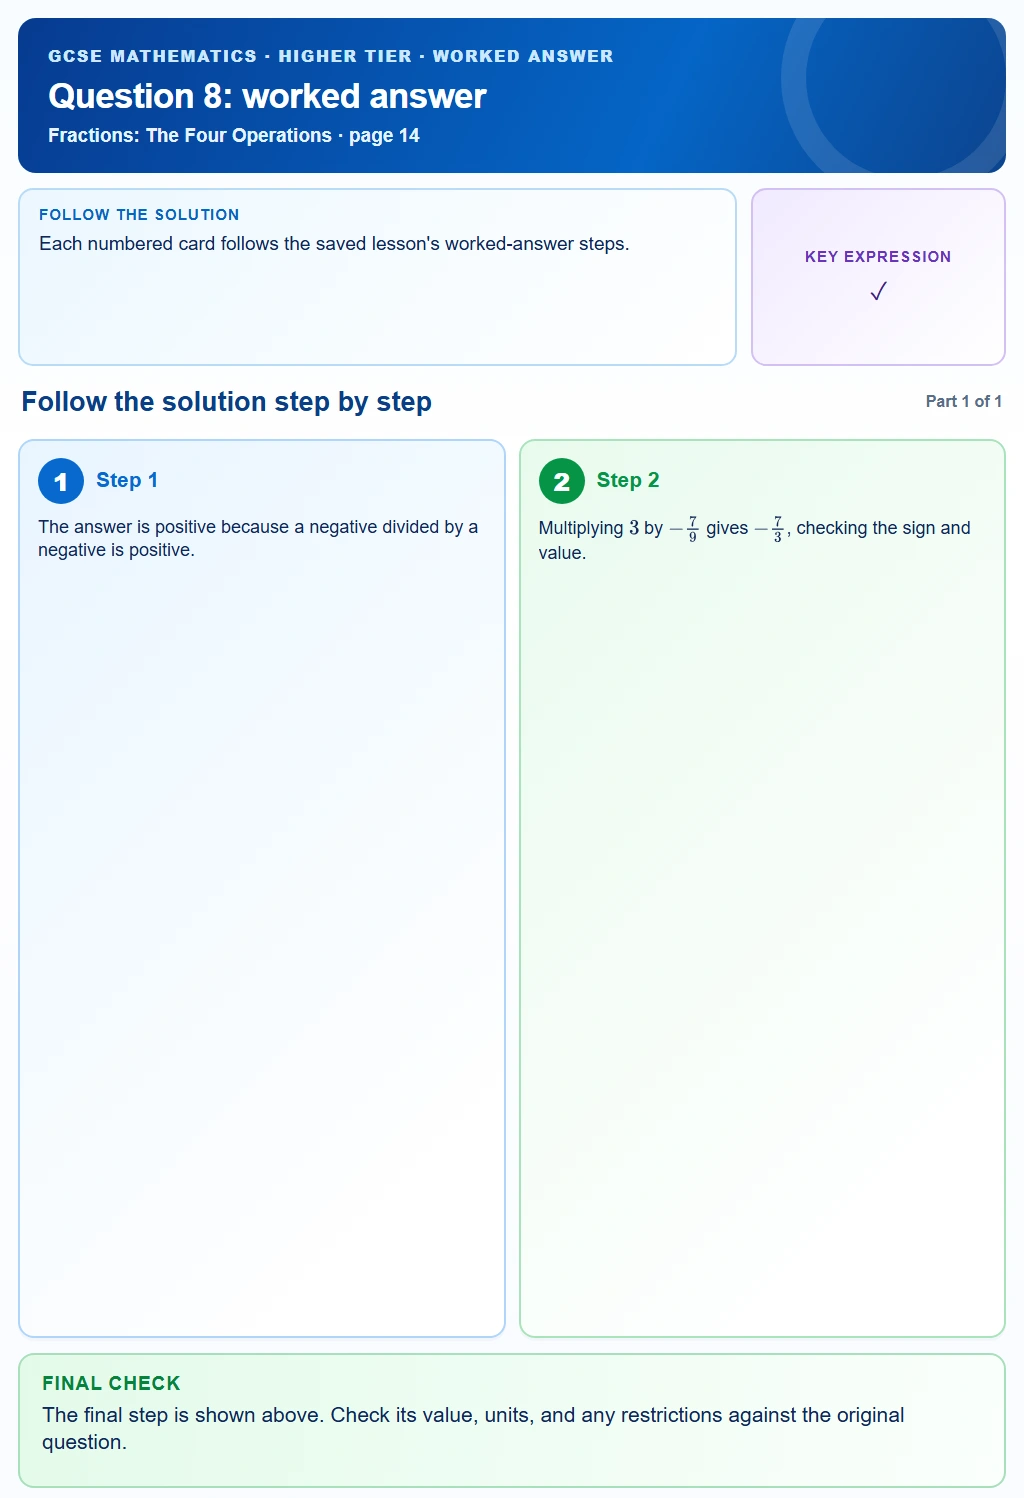 GCSE MATHEMATICS · HIGHER TIER · WORKED ANSWER
Question 8: worked answer
Fractions: The Four Operations · page 14
FOLLOW THE SOLUTION
Each numbered card follows the saved lesson's worked-answer steps.
KEY EXPRESSION
✓
Follow the solution step by step
Part 1 of 1
1 Step 1
The answer is positive because a negative divided by a
negative is positive.
2 Step 2
Multiplying 3 by −7/9 gives −7/3, checking the sign and
value.
FINAL CHECK
The final step is shown above. Check its value, units, and any restrictions against the original
question.